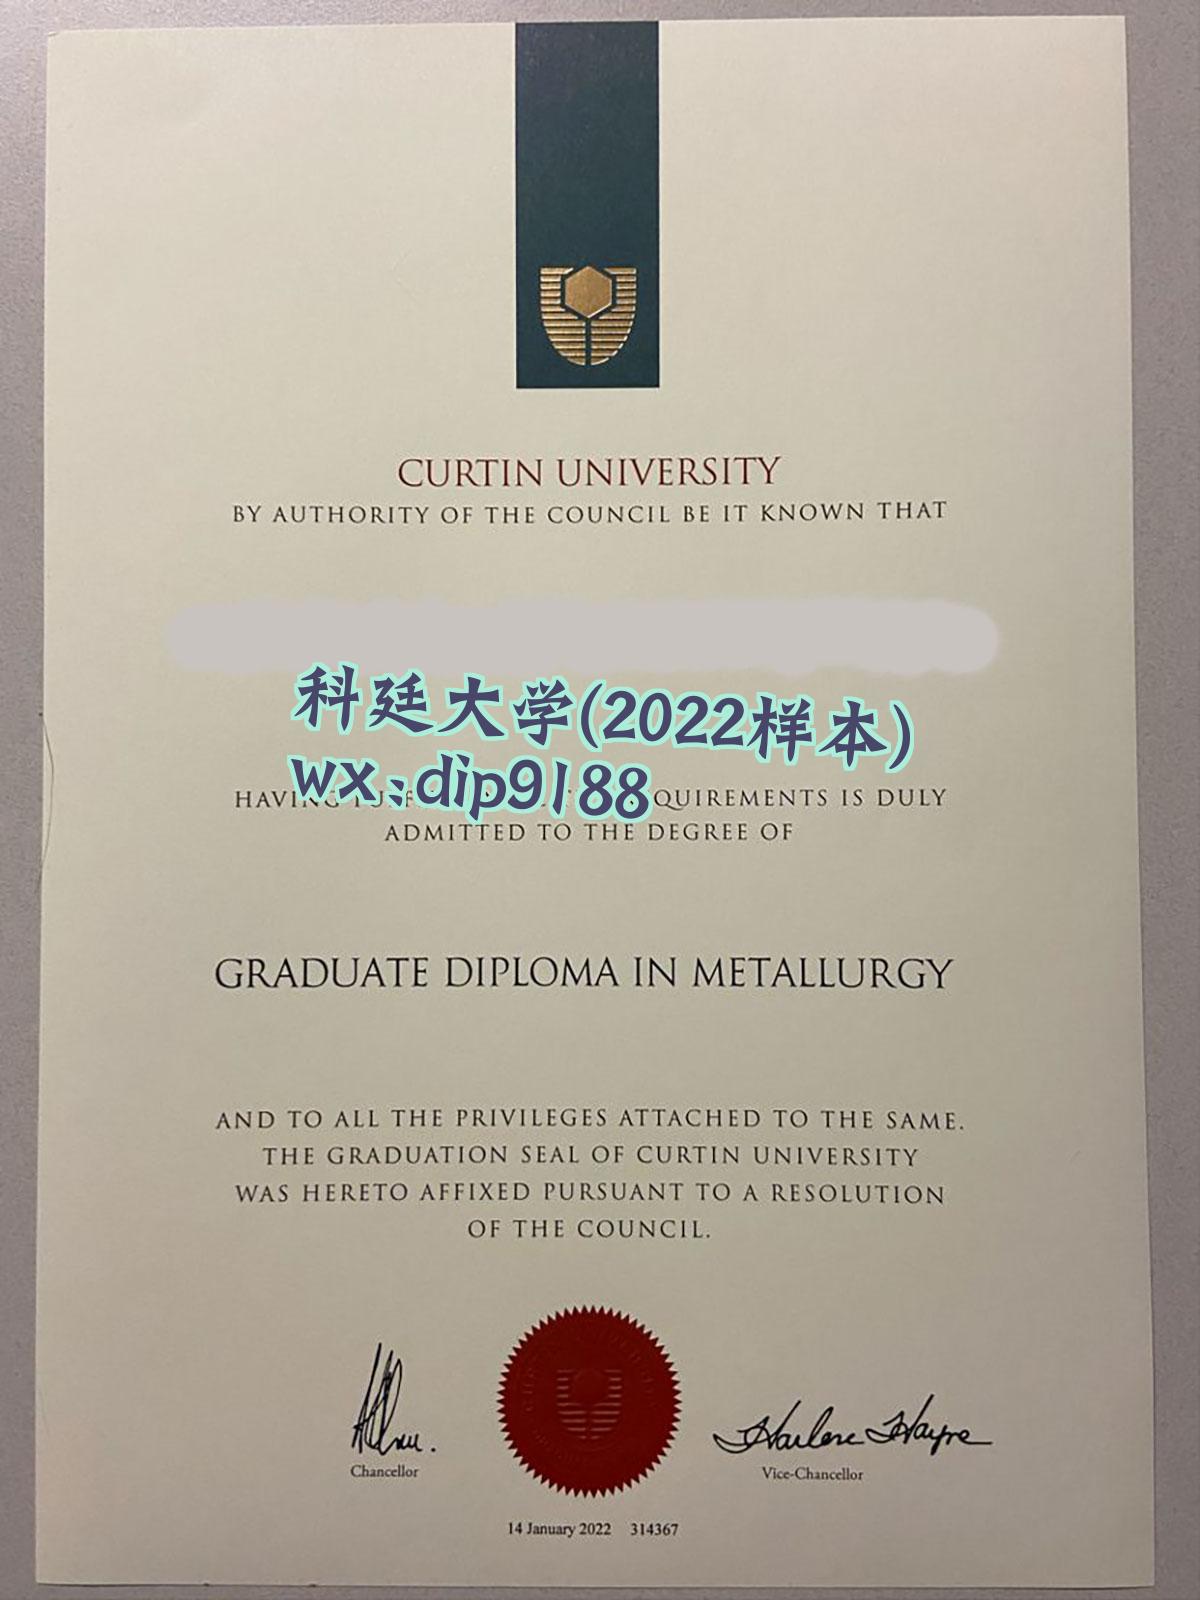 CURTIN UNIVERSITY
BY AUTHORITY OF THE COUNCIL BE IT KNOWN THAT
科廷大学(2022样本)
wx:dip9188
HAVING QUIREMENTS IS DULY
ADMITTED TO THE DEGREE OF
GRADUATE DIPLOMA IN METALLURGY
AND TO ALL THE PRIVILEGES ATTACHED TO THE SAME.
THE GRADUATION SEAL OF CURTIN UNIVERSITY
WAS HERETO AFFIXED PURSUANT TO A RESOLUTION
OF THE COUNCIL.
Chancellor
Harlene Hayne
Vice-Chancellor
14 January 2022 314367